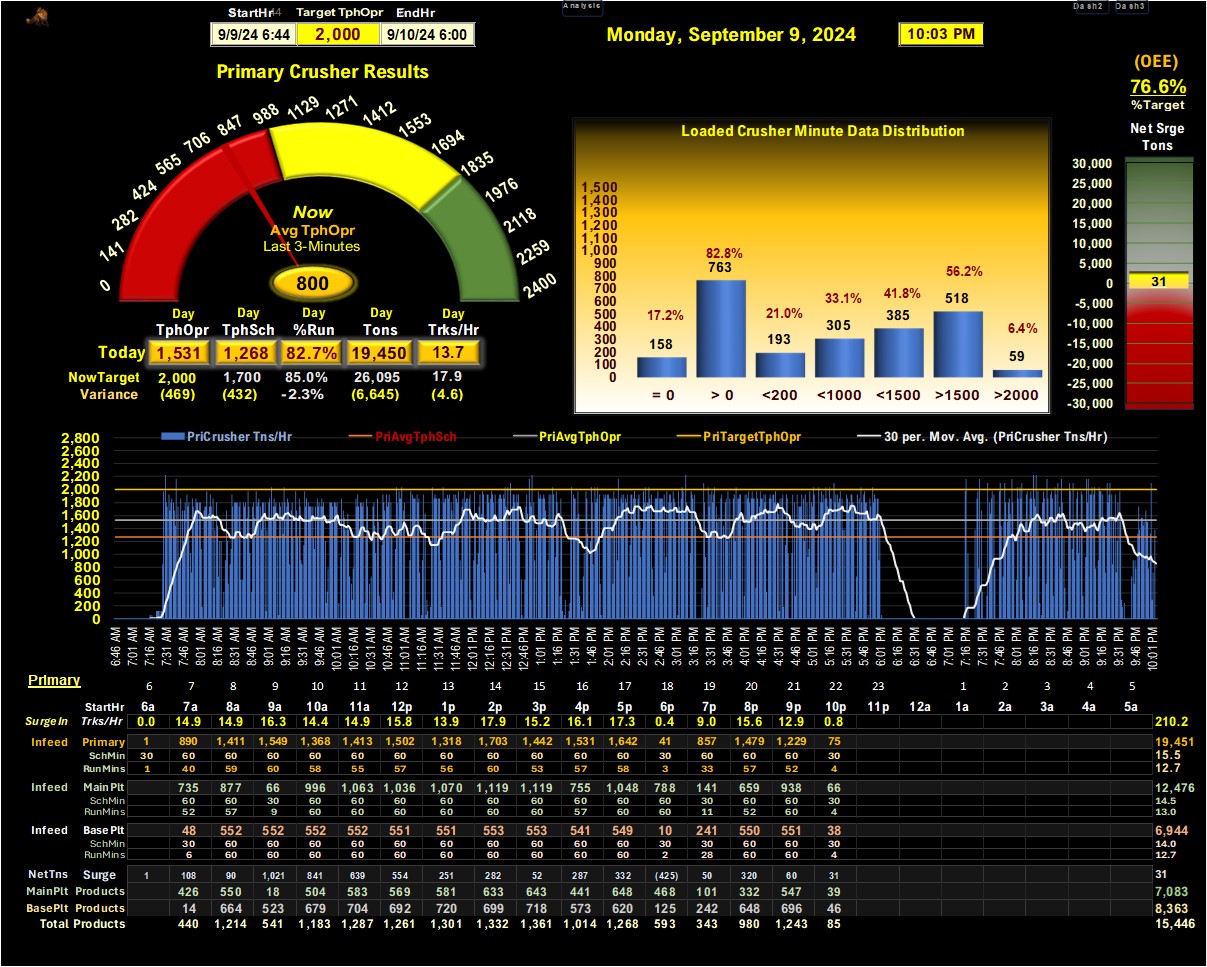 StartHr Target TphOpr EndHr
9/9/24 6:44 2,000 9/10/24 6:00
Analysis
Dash2 Dash3
Monday, September 9, 2024 10:03 PM
(OEE)
76.6%
%Target
Primary Crusher Results
0 141 282 424 565 706 847 988 1129 1271 1412 1553 1694 1835 1976 2118 2259 2400
Now
Avg TphOpr
Last 3-Minutes
800
Day Day Day Day Day
TphOpr TphSch %Run Tons Trks/Hr
Today 1,531 1,268 82.7% 19,450 13.7
NowTarget 2,000 1,700 85.0% 26,095 17.9
Variance (469) (432) -2.3% (6,645) (4.6)
Loaded Crusher Minute Data Distribution
1,500
1,400
1,300
1,200
1,100
1,000
900
800
700
600
500
400
300
200
100
0
17.2% 82.8% 21.0% 33.1% 41.8% 56.2% 6.4%
158 763 193 305 385 518 59
= 0 > 0 <200 <1000 <1500 >1500 >2000
Net Srge
Tons
30,000
25,000
20,000
15,000
10,000
5,000
0
-5,000
-10,000
-15,000
-20,000
-25,000
-30,000
31
PriCrusher Tns/Hr PriAvgTphSch PriAvgTphOpr PriTargetTphOpr 30 per. Mov. Avg. (PriCrusher Tns/Hr)
2,800
2,600
2,400
2,200
2,000
1,800
1,600
1,400
1,200
1,000
800
600
400
200
0
6:46 AM 7:01 AM 7:16 AM 7:31 AM 7:46 AM 8:01 AM 8:16 AM 8:31 AM 8:46 AM 9:01 AM 9:16 AM 9:31 AM 9:46 AM 10:01 AM 10:16 AM 10:31 AM 10:46 AM 11:01 AM 11:16 AM 11:31 AM 11:46 AM 12:01 PM 12:16 PM 12:31 PM 12:46 PM 1:01 PM 1:16 PM 1:31 PM 1:46 PM 2:01 PM 2:16 PM 2:31 PM 2:46 PM 3:01 PM 3:16 PM 3:31 PM 3:46 PM 4:01 PM 4:16 PM 4:31 PM 4:46 PM 5:01 PM 5:16 PM 5:31 PM 5:46 PM 6:01 PM 6:16 PM 6:31 PM 6:46 PM 7:01 PM 7:16 PM 7:31 PM 7:46 PM 8:01 PM 8:16 PM 8:31 PM 8:46 PM 9:01 PM 9:16 PM 9:31 PM 9:46 PM 10:01 PM
Primary
6 7 8 9 10 11 12 13 14 15 16 17 18 19 20 21 22 23 1 2 3 4 5
StartHr 6a 7a 8a 9a 10a 11a 12p 1p 2p 3p 4p 5p 6p 7p 8p 9p 10p 11p 12a 1a 2a 3a 4a 5a
SurgeIn Trks/Hr 0.0 14.9 14.9 16.3 14.4 14.9 15.8 13.9 17.9 15.2 16.1 17.3 0.4 9.0 15.6 12.9 0.8 210.2
Infeed Primary 1 890 1,411 1,549 1,368 1,413 1,502 1,318 1,703 1,442 1,531 1,642 41 857 1,479 1,229 75 19,451
SchMin 30 60 60 60 60 60 60 60 60 60 60 60 30 60 60 60 30 15.5
RunMins 1 40 59 60 58 55 57 56 60 53 57 58 3 33 57 52 4 12.7
Infeed MainPlt 735 877 66 996 1,063 1,036 1,070 1,119 1,119 755 1,048 788 141 659 938 66 12,476
SchMin 60 60 30 60 60 60 60 60 60 60 60 60 30 60 60 30 14.5
RunMins 52 57 9 60 60 60 60 60 60 57 60 60 11 52 60 4 13.0
Infeed BasePlt 48 552 552 552 552 551 551 553 553 541 549 10 241 550 551 38 6,944
SchMin 30 60 60 60 60 60 60 60 60 60 60 30 30 60 60 30 14.0
RunMins 6 60 60 60 60 60 60 60 60 60 60 2 28 60 60 4 12.7
NetTns Surge 1 108 90 1,021 841 639 554 251 282 52 287 332 (425) 50 320 60 31 31
MainPlt Products 426 550 18 504 583 569 581 633 643 441 648 468 101 332 547 39 7,083
BasePlt Products 14 664 523 679 704 692 720 699 718 573 620 125 242 648 696 46 8,363
Total Products 440 1,214 541 1,183 1,287 1,261 1,301 1,332 1,361 1,014 1,268 593 343 980 1,243 85 15,446